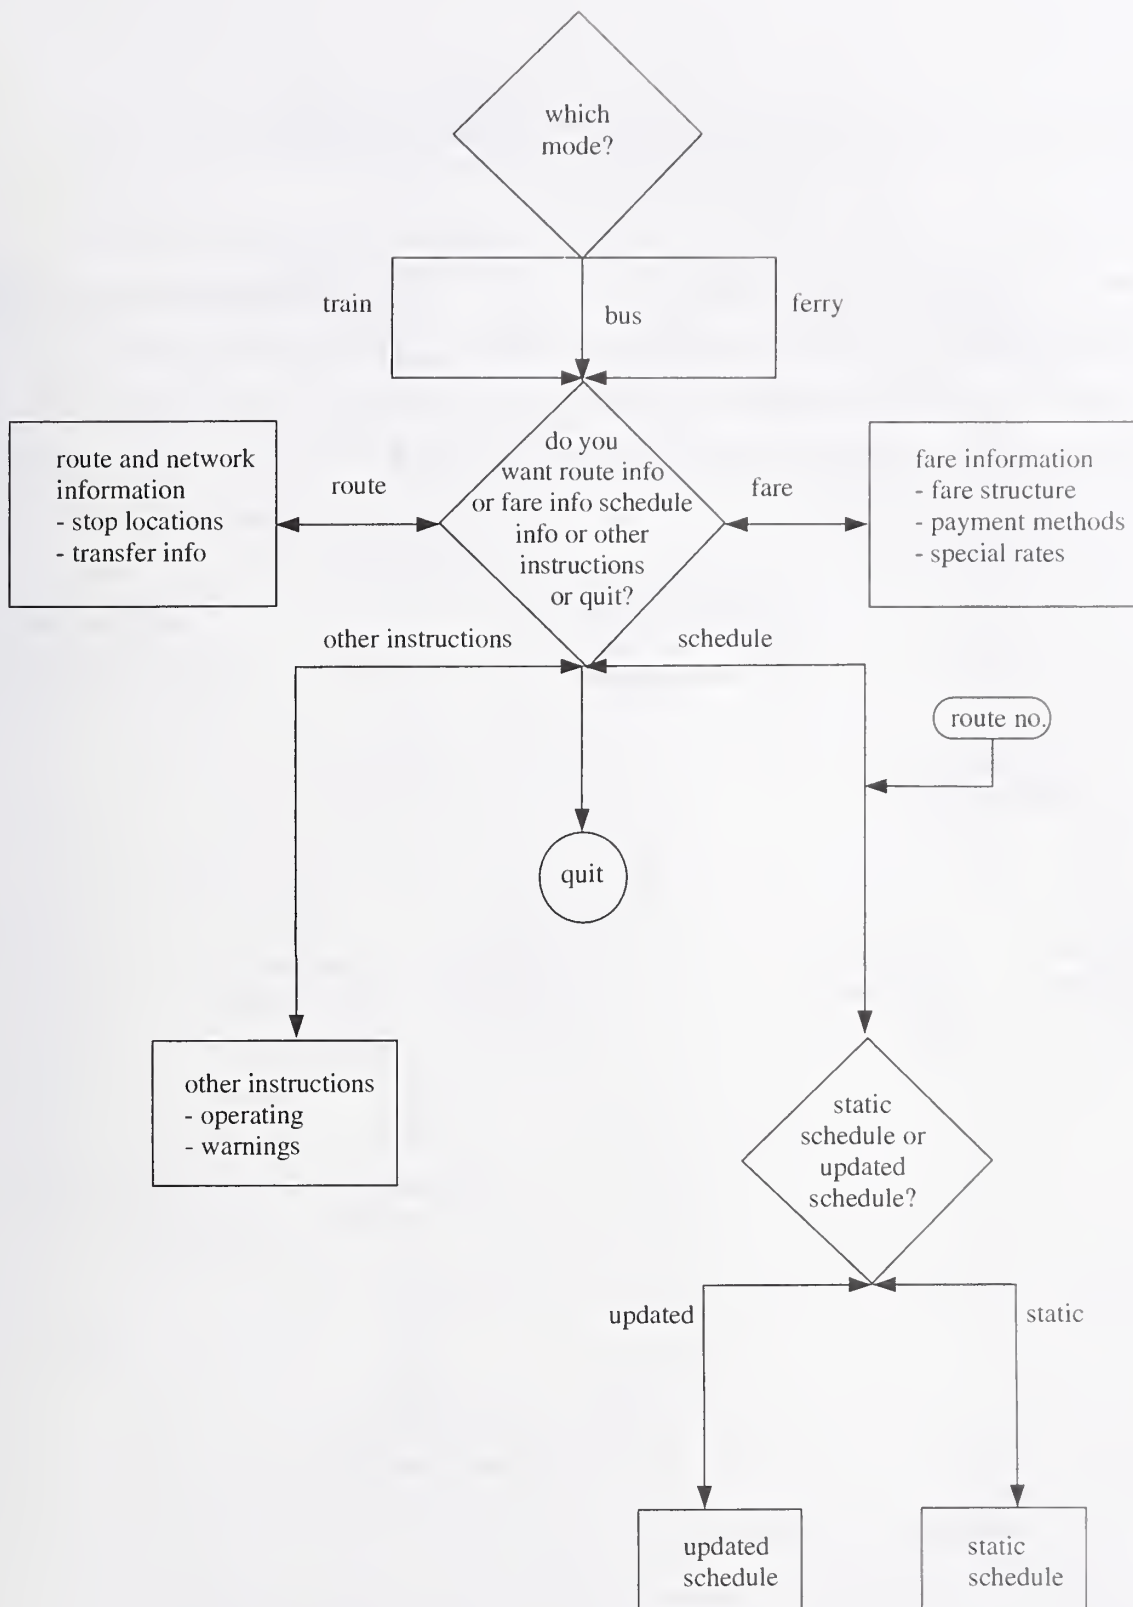 which
mode?
train
bus
ferry
route and network
information
- stop locations
- transfer info
route
do you
want route info
or fare info schedule
info or other
instructions
or quit?
fare
fare information
- fare structure
- payment methods
- special rates
other instructions
schedule
route no.
quit
other instructions
- operating
- warnings
static
schedule or
updated
schedule?
updated
static
updated
schedule
static
schedule